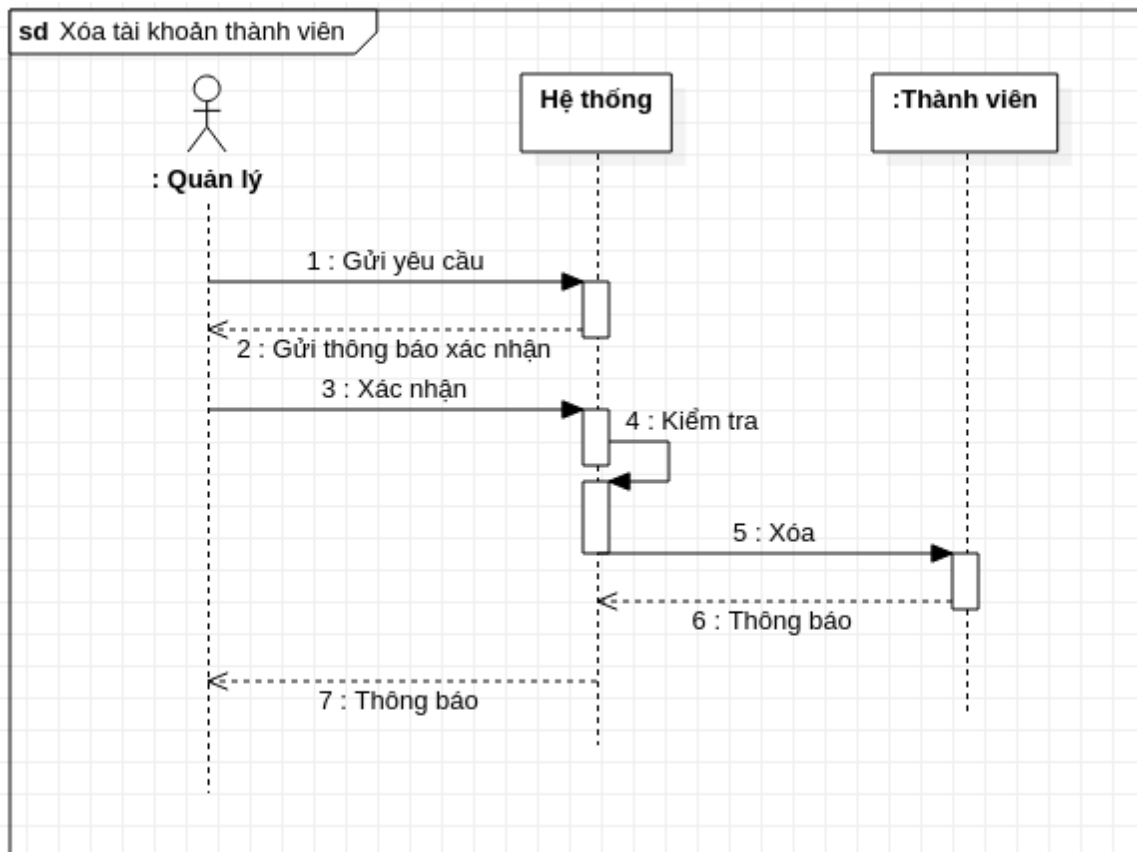 sd Xóa tài khoản thành viên
Hệ thống
:Thành viên
: Quản lý
1 : Gửi yêu cầu
2 : Gửi thông báo xác nhận
3 : Xác nhận
4 : Kiểm tra
5 : Xóa
6 : Thông báo
7 : Thông báo